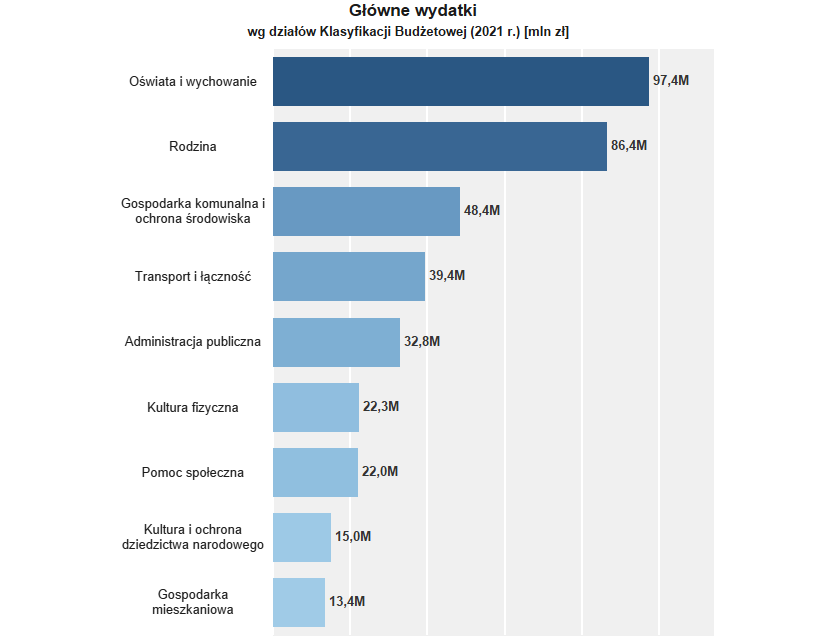 Główne wydatki
wg działów Klasyfikacji Budżetowej (2021 r.) [mln zł]
Oświata i wychowanie
97,4M
Rodzina
86,4M
Gospodarka komunalna i
ochrona środowiska
48,4M
Transport i łączność
39,4M
Administracja publiczna
32,8M
Kultura fizyczna
22,3M
Pomoc społeczna
22,0M
Kultura i ochrona
dziedzictwa narodowego
15,0M
Gospodarka
mieszkaniowa
13,4M